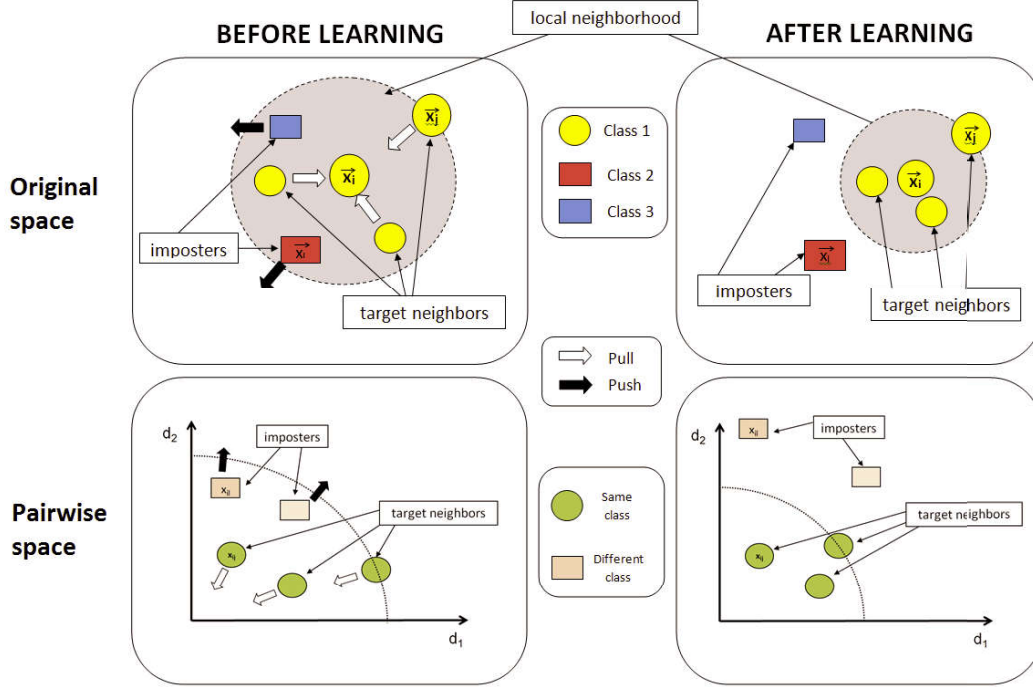 local neighborhood
BEFORE LEARNING
AFTER LEARNING
Original
space
x⃗j
x⃗i
x⃗l
imposters
target neighbors
Class 1
Class 2
Class 3
x⃗j
x⃗i
x⃗l
imposters
target neighbors
Pull
Push
Pairwise
space
d2
imposters
xil
target neighbors
xij
d1
Same
class
Different
class
d2
xil
imposters
target neighbors
xij
d1